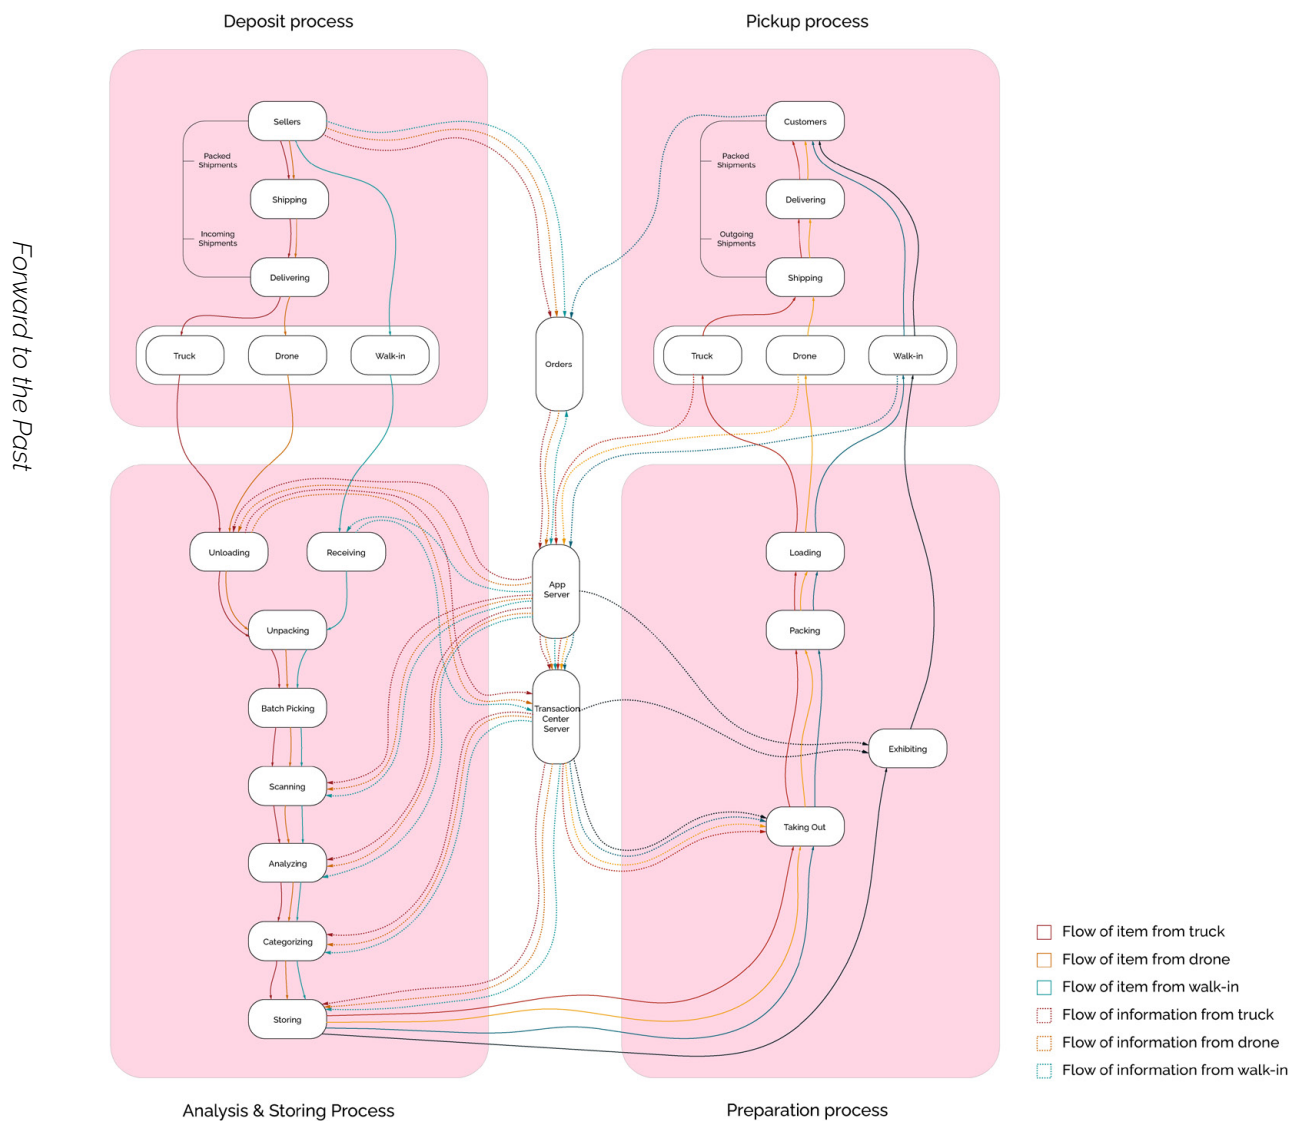 Deposit process
Pickup process
Forward to the Past
Sellers
Packed
Shipments
Shipping
Incoming
Shipments
Delivering
Truck
Drone
Walk-in
Customers
Packed
Shipments
Delivering
Outgoing
Shipments
Shipping
Truck
Drone
Walk-in
Orders
Unloading
Receiving
Unpacking
Batch Picking
Scanning
Analyzing
Categorizing
Storing
App
Server
Transaction
Center
Server
Loading
Packing
Exhibiting
Taking Out
Flow of item from truck
Flow of item from drone
Flow of item from walk-in
Flow of information from truck
Flow of information from drone
Flow of information from walk-in
Analysis & Storing Process
Preparation process